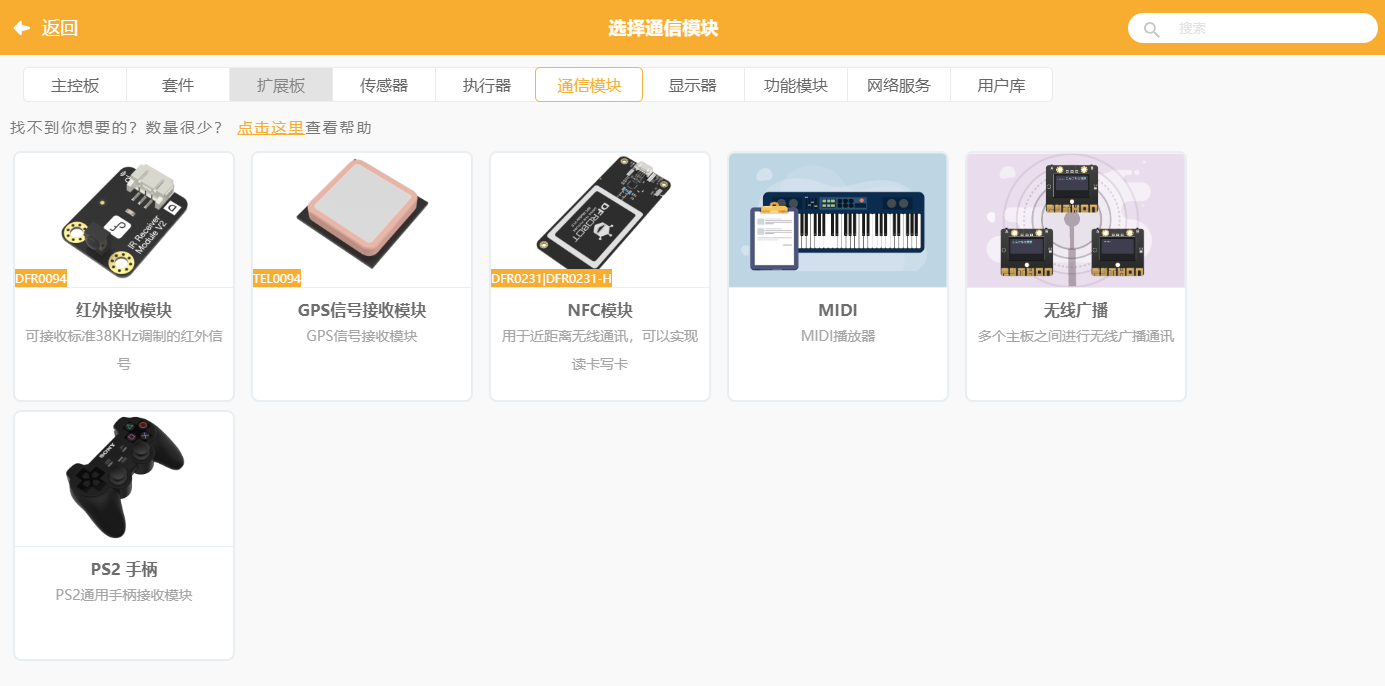 返回
选择通信模块
搜索
主控板
套件
扩展板
传感器
执行器
通信模块
显示器
功能模块
网络服务
用户库
找不到你想要的？数量很少？ 点击这里查看帮助
IR Receiver
Module V2
DFR0094
红外接收模块
可接收标准38KHz调制的红外信
号
TEL0094
GPS信号接收模块
GPS信号接收模块
DFROBOT
DFR0231|DFR0231-H
NFC模块
用于近距离无线通讯，可以实现
读卡写卡
MIDI
MIDI播放器
无线广播
多个主板之间进行无线广播通讯
SONY
PS2 手柄
PS2通用手柄接收模块